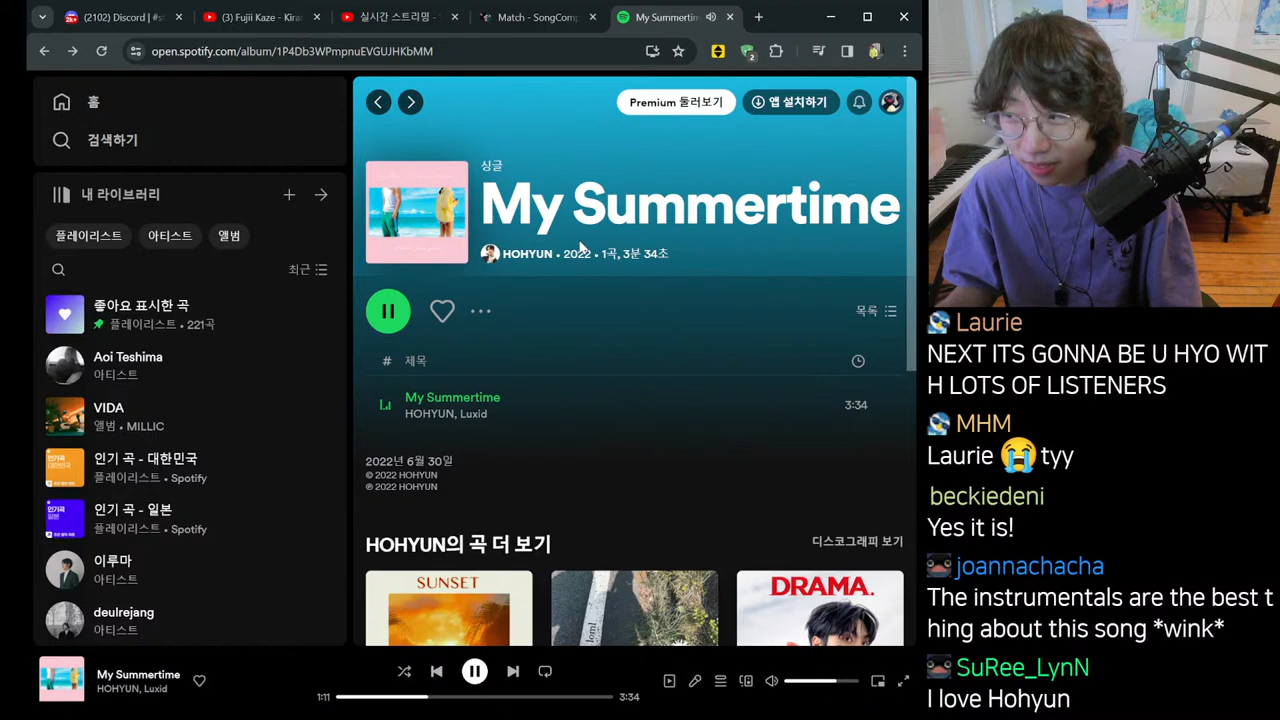 (2102) Discord | #s
(3) Fujii Kaze - Kira
실시간 스트리밍 -
Match - SongComp
My Summertime
open.spotify.com/album/1P4Db3WPmpnuEVGUJHKbMM
홈
검색하기
내 라이브러리
플레이리스트
아티스트
앨범
최근
좋아요 표시한 곡
플레이리스트 • 221곡
Aoi Teshima
아티스트
VIDA
앨범 • MILLIC
인기 곡 - 대한민국
플레이리스트 • Spotify
인기 곡 - 일본
플레이리스트 • Spotify
이루마
아티스트
deulrejang
아티스트
Premium 둘러보기
앱 설치하기
싱글
My Summertime
HOHYUN • 2022 • 1곡, 3분 34초
목록
# 제목
My Summertime
HOHYUN, Luxid
3:34
2022년 6월 30일
© 2022 HOHYUN
℗ 2022 HOHYUN
HOHYUN의 곡 더 보기
디스코그래피 보기
SUNSET
DRAMA.
My Summertime
HOHYUN, Luxid
1:11
3:34
Laurie
NEXT ITS GONNA BE U HYO WIT
H LOTS OF LISTENERS
MHM
Laurie 😭 tyy
beckiedeni
Yes it is!
joannachacha
The instrumentals are the best t
hing about this song *wink*
SuRee_LynN
I love Hohyun